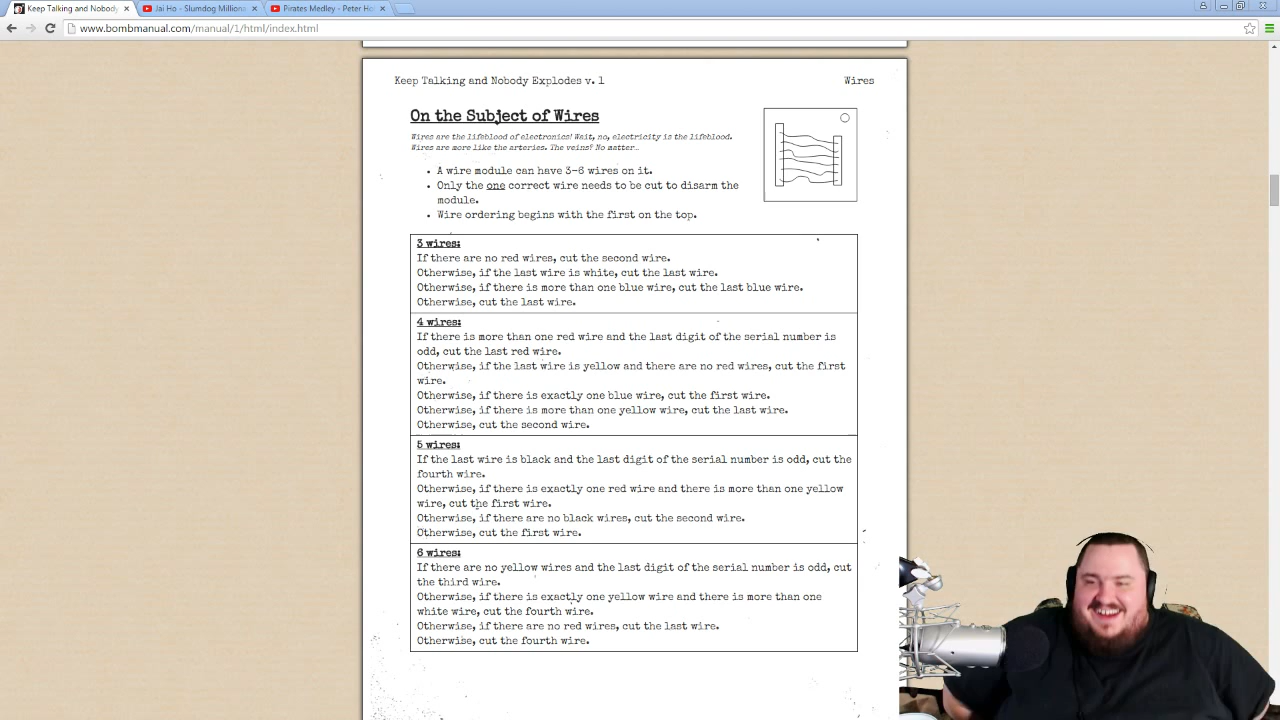 Keep Talking and Nobody
Jai Ho - Slumdog Million
Pirates Medley - Peter Ho
www.bombmanual.com/manual/1/html/index.html
Keep Talking and Nobody Explodes v. 1
Wires
On the Subject of Wires
Wires are the lifeblood of electronics! Wait, no, electricity is the lifeblood.
Wires are more like the arteries. The veins? No matter…
• A wire module can have 3-6 wires on it.
• Only the one correct wire needs to be cut to disarm the
module.
• Wire ordering begins with the first on the top.
3 wires:
If there are no red wires, cut the second wire.
Otherwise, if the last wire is white, cut the last wire.
Otherwise, if there is more than one blue wire, cut the last blue wire.
Otherwise, cut the last wire.
4 wires:
If there is more than one red wire and the last digit of the serial number is
odd, cut the last red wire.
Otherwise, if the last wire is yellow and there are no red wires, cut the first
wire.
Otherwise, if there is exactly one blue wire, cut the first wire.
Otherwise, if there is more than one yellow wire, cut the last wire.
Otherwise, cut the second wire.
5 wires:
If the last wire is black and the last digit of the serial number is odd, cut the
fourth wire.
Otherwise, if there is exactly one red wire and there is more than one yellow
wire, cut the first wire.
Otherwise, if there are no black wires, cut the second wire.
Otherwise, cut the first wire.
6 wires:
If there are no yellow wires and the last digit of the serial number is odd, cut
the third wire.
Otherwise, if there is exactly one yellow wire and there is more than one
white wire, cut the fourth wire.
Otherwise, if there are no red wires, cut the last wire.
Otherwise, cut the fourth wire.